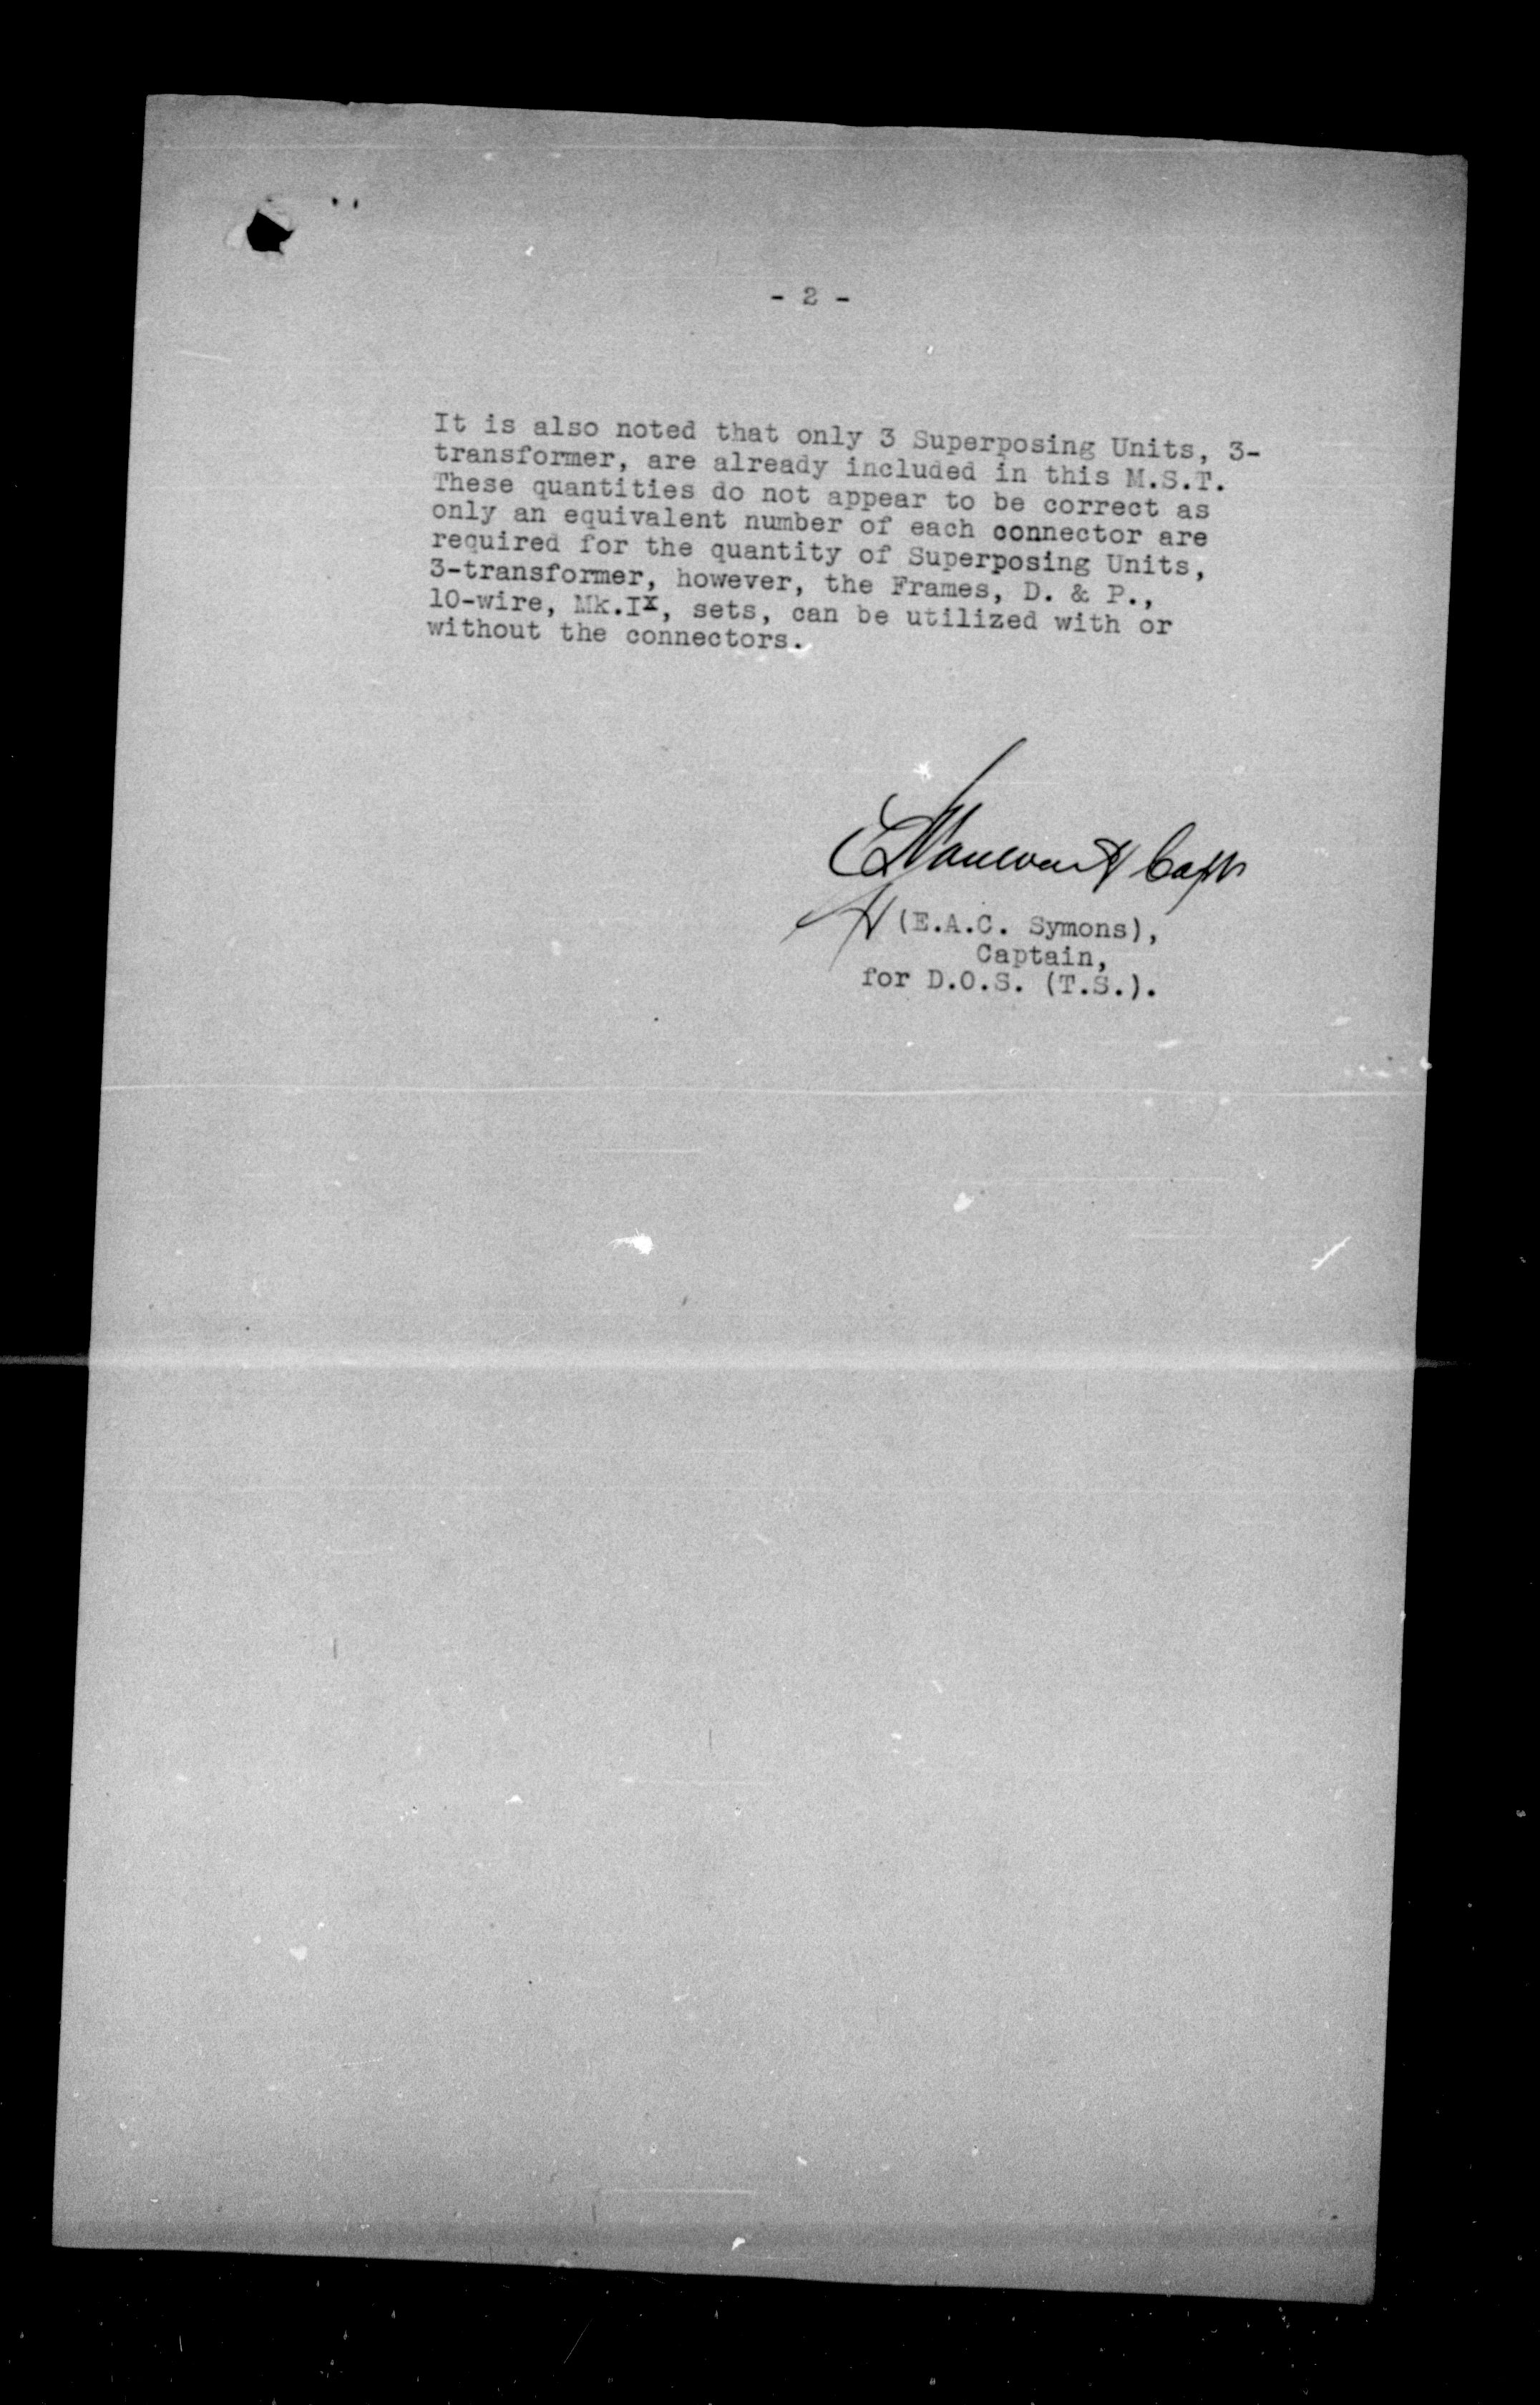 - 2 -
It is also noted that only 3 Superposing Units, 3-
transformer, are already included in this M.S.T.
These quantities do not appear to be correct as
only an equivalent number of each connector are
required for the quantity of Superposing Units,
3-transformer, however, the Frames, D. & P.,
10-wire, Mk.Iˣ, sets, can be utilized with or
without the connectors.
Capt
(E.A.C. Symons),
Captain,
for D.O.S. (T.S.).